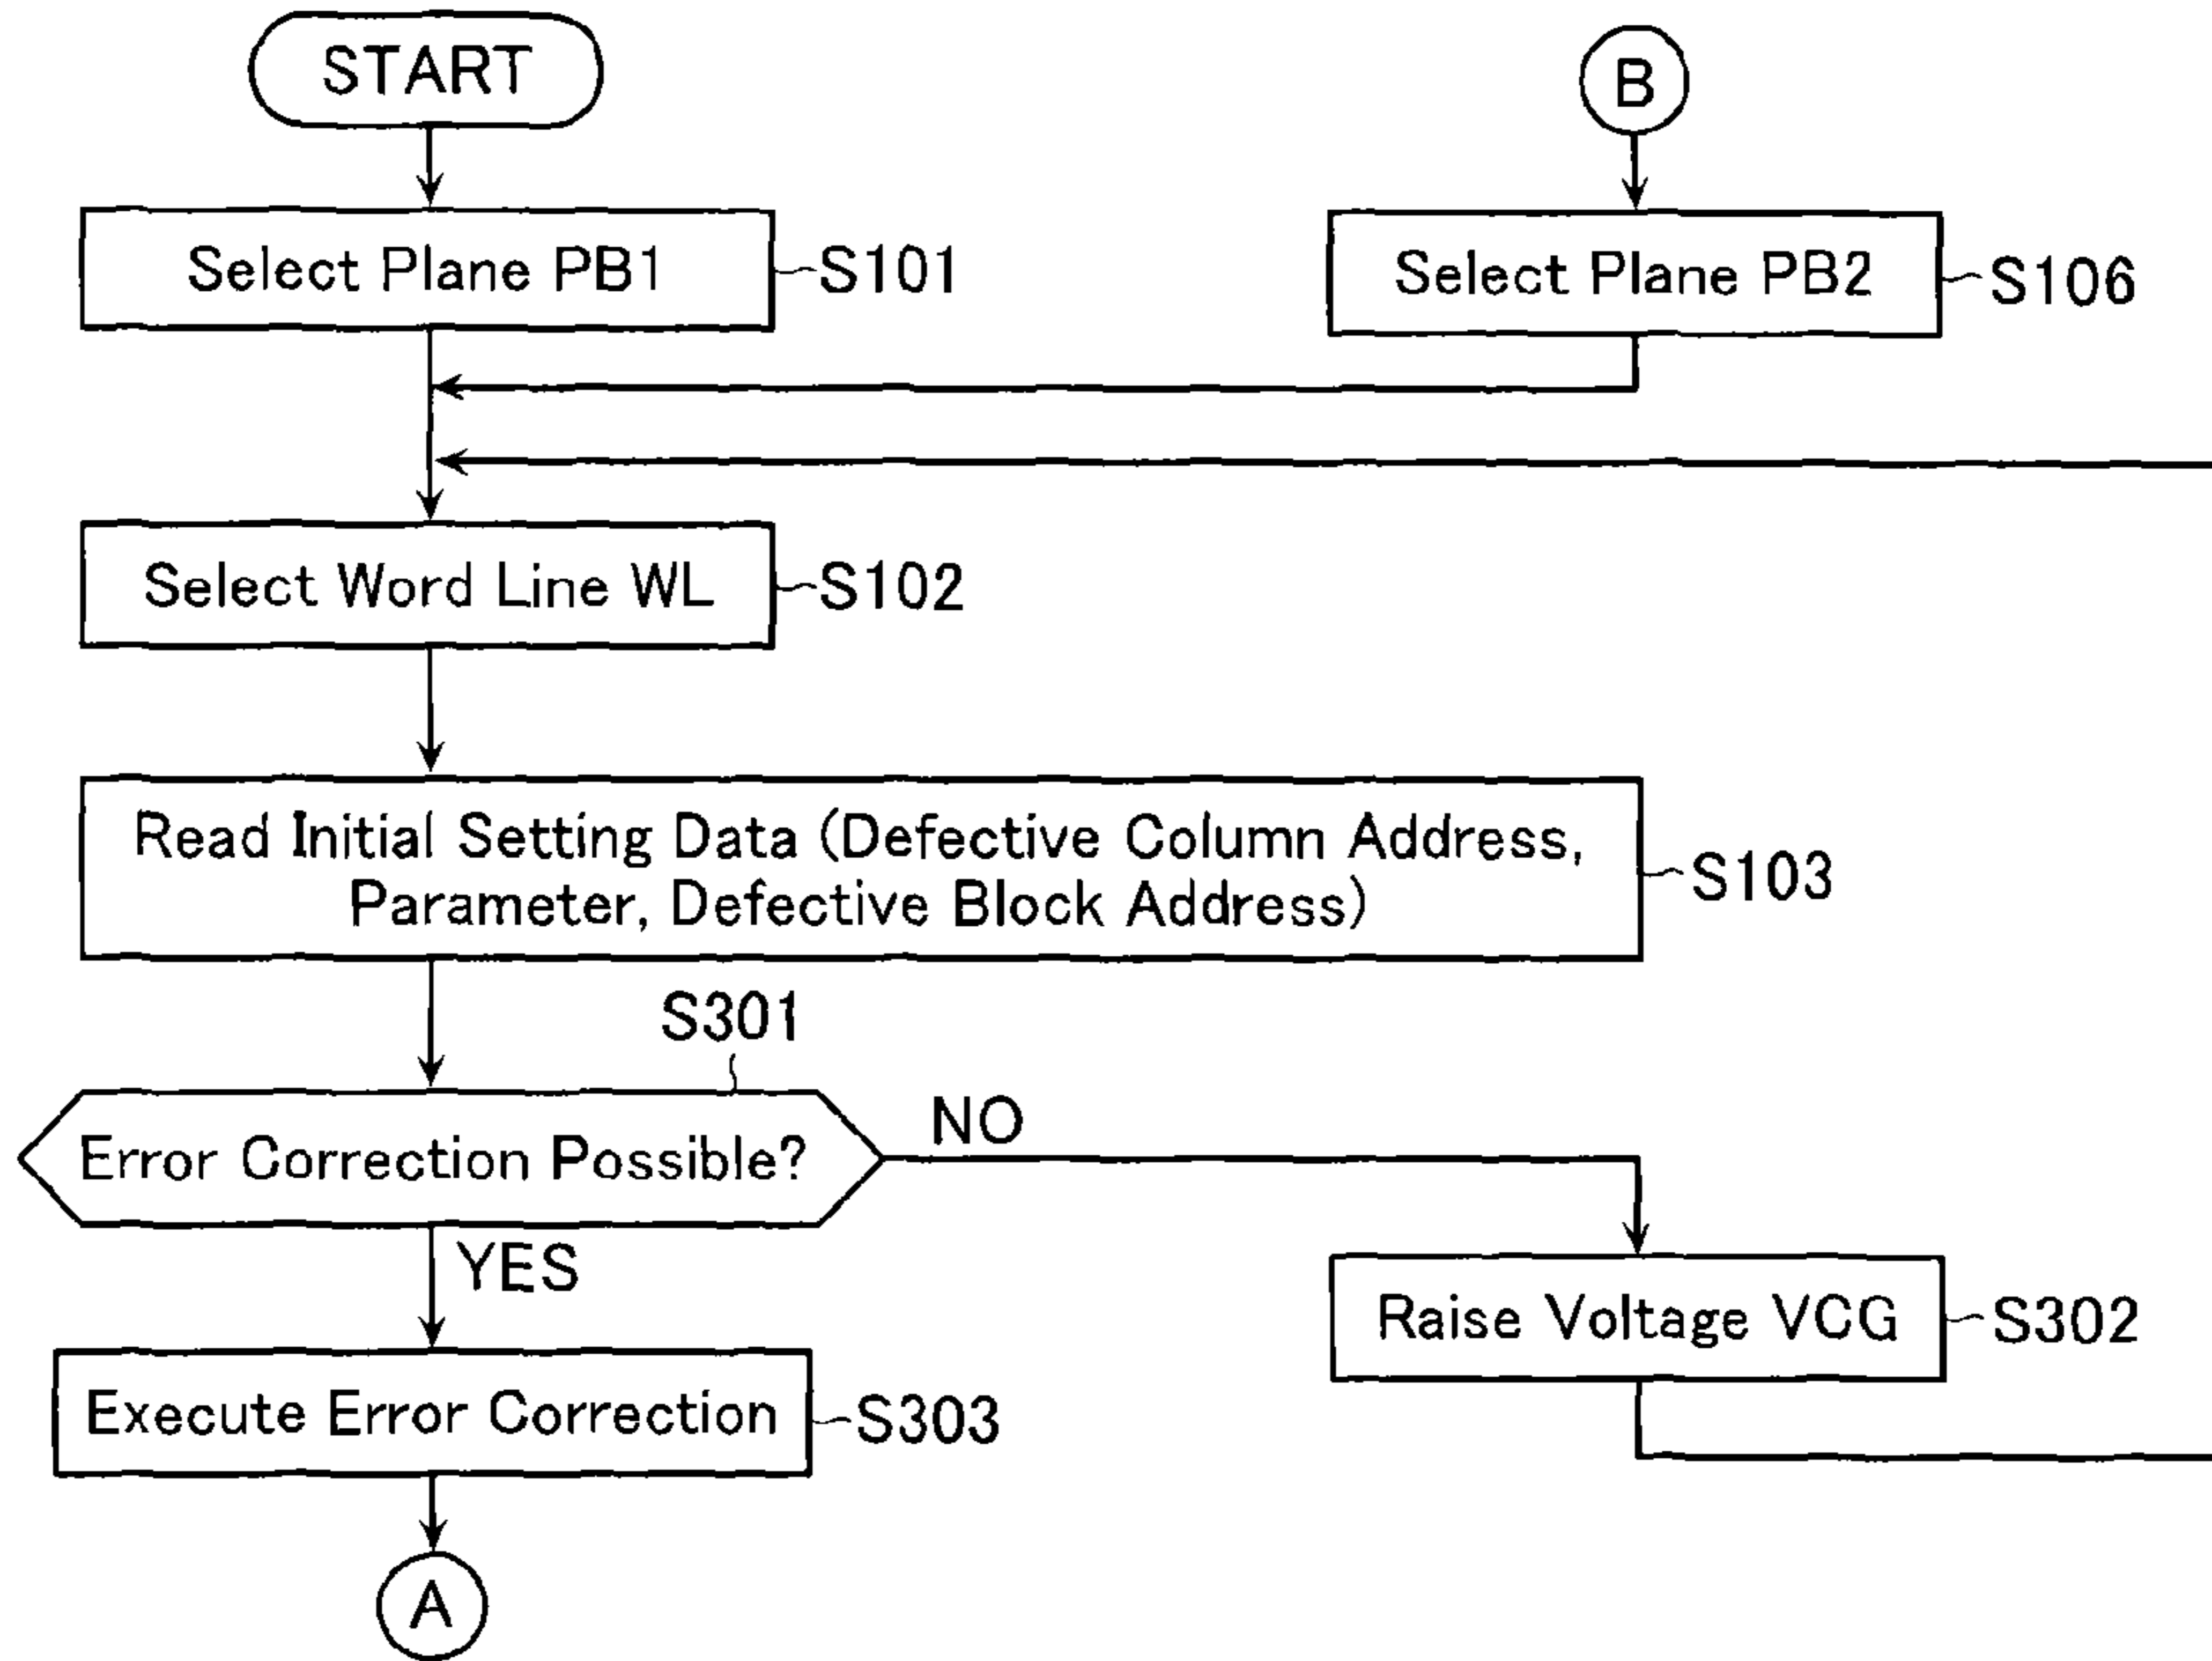 START
B
Select Plane PB1
S101
Select Plane PB2
S106
Select Word Line WL
S102
Read Initial Setting Data (Defective Column Address,
Parameter, Defective Block Address)
S103
S301
Error Correction Possible?
NO
YES
Raise Voltage VCG
S302
Execute Error Correction
S303
A